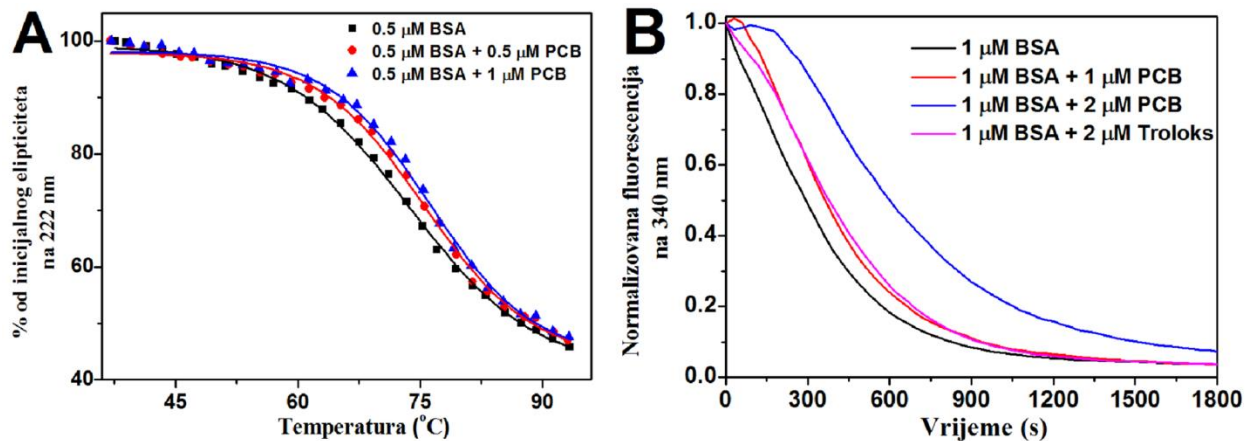 A
0.5 μM BSA
0.5 μM BSA + 0.5 μM PCB
0.5 μM BSA + 1 μM PCB
% od inicijalnog elipticiteta
na 222 nm
100
80
60
40
45
60
75
90
Temperatura (°C)
B
1 μM BSA
1 μM BSA + 1 μM PCB
1 μM BSA + 2 μM PCB
1 μM BSA + 2 μM Troloks
Normalizovana fluorescencija
na 340 nm
1.0
0.8
0.6
0.4
0.2
0.0
0
300
600
900
1200
1500
1800
Vrijeme (s)